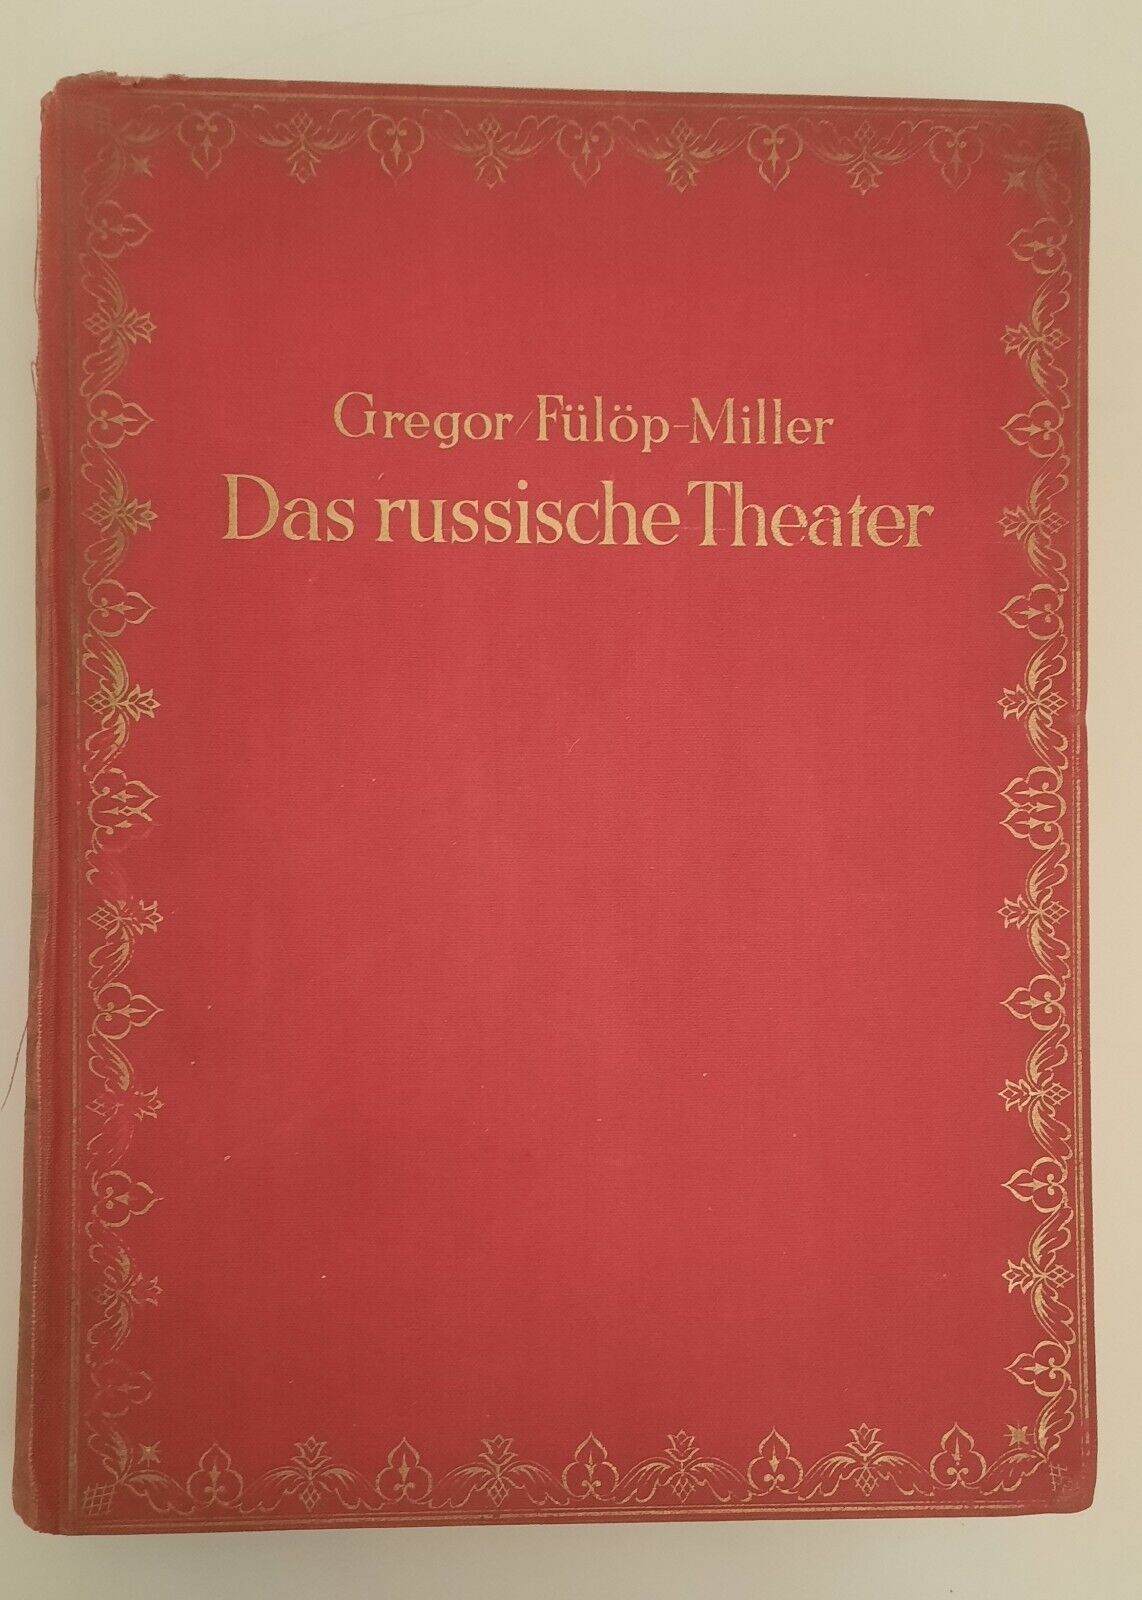 Gregor/Fülöp-Miller
Das russische Theater